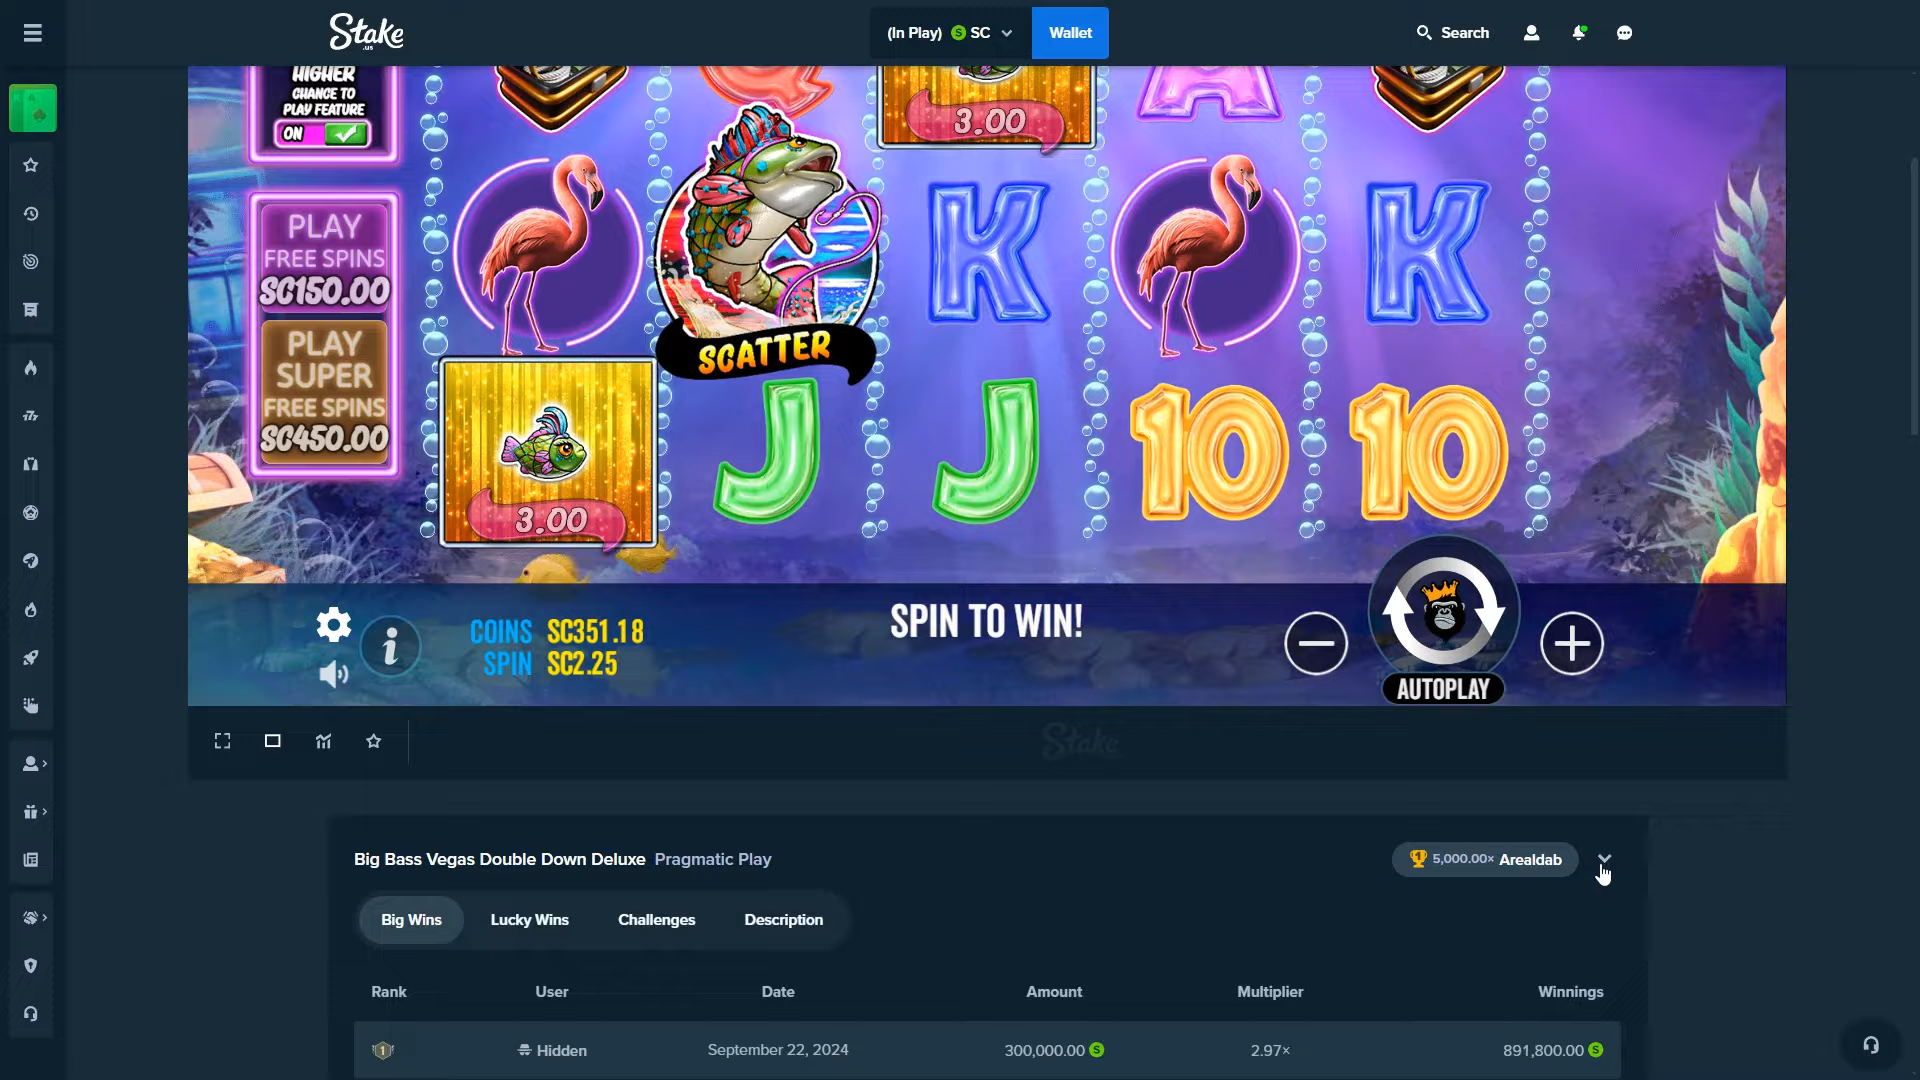 Stake
.us
(In Play) SC
Wallet
Search
HIGHER
CHANCE TO
PLAY FEATURE
ON
PLAY
FREE SPINS
SC150.00
PLAY
SUPER
FREE SPINS
SC450.00
3.00
A
K
K
SCATTER
3.00
J
J
10
10
COINS SC351.18
SPIN SC2.25
SPIN TO WIN!
AUTOPLAY
Stake
Big Bass Vegas Double Down Deluxe Pragmatic Play
5,000.00× Arealdab
Big Wins Lucky Wins Challenges Description
Rank User Date Amount Multiplier Winnings
1 Hidden September 22, 2024 300,000.00 2.97× 891,800.00